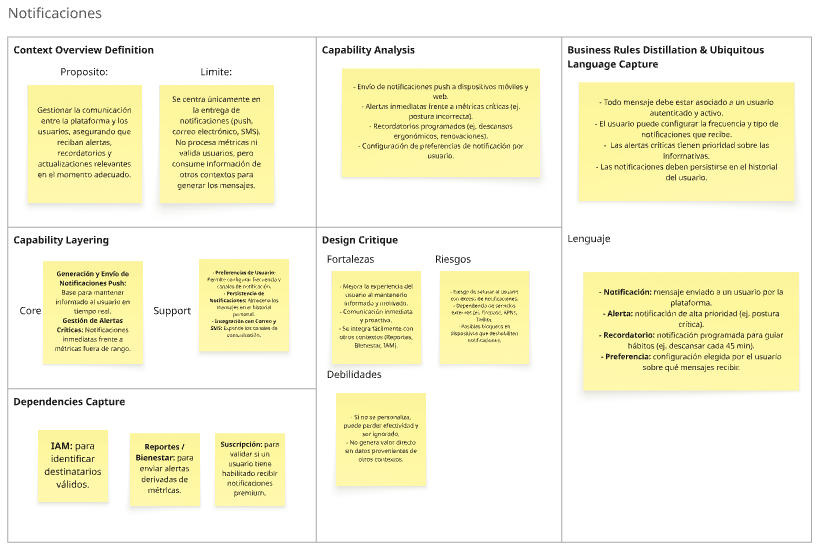 Notificaciones
Context Overview Definition
Proposito:
Limite:
Gestionar la comunicación
entre la plataforma y los
usuarios, asegurando que
reciban alertas,
recordatorios y
actualizaciones relevantes
en el momento adecuado.
Se centra únicamente en
la entrega de
notificaciones (push,
correo electrónico, SMS).
No procesa métricas ni
valida usuarios, pero
consume información de
otros contextos para
generar los mensajes.
Capability Analysis
- Envío de notificaciones push a dispositivos móviles y
web.
- Alertas inmediatas frente a métricas críticas (ej.
postura incorrecta).
- Recordatorios programados (ej. descansos
ergonómicos, renovaciones).
- Configuración de preferencias de notificación por
usuario.
Business Rules Distillation & Ubiquitous
Language Capture
- Todo mensaje debe estar asociado a un usuario
autenticado y activo.
- El usuario puede configurar la frecuencia y tipo de
notificaciones que recibe.
- Las alertas críticas tienen prioridad sobre las
informativas.
- Las notificaciones deben persistirse en el historial
del usuario.
Capability Layering
Core
Generación y Envío de
Notificaciones Push:
Base para mantener
informado al usuario en
tiempo real.
Gestión de Alertas
Críticas: Notificaciones
inmediatas frente a
métricas fuera de rango.
Support
- Preferencias de Usuario:
Permite configurar frecuencia y
canales de notificación.
- Persistencia de
Notificaciones: Almacena los
mensajes en el historial
personal.
- Integración con Correo y
SMS: Expande los canales de
comunicación.
Design Critique
Fortalezas
- Mejora la experiencia del
usuario al mantenerlo
informado y motivado.
- Comunicación inmediata
y proactiva.
- Se integra fácilmente con
otros contextos (Reportes,
Bienestar, IAM).
Riesgos
- Riesgo de saturar al usuario
con exceso de notificaciones.
- Dependencia de servicios
externos (ej. Firebase, APNs,
Twilio).
- Posibles bloqueos en
dispositivos que deshabiliten
notificaciones.
Debilidades
- Si no se personaliza,
puede perder efectividad y
ser ignorado.
- No genera valor directo
sin datos provenientes de
otros contextos.
Lenguaje
- Notificación: mensaje enviado a un usuario por la
plataforma.
- Alerta: notificación de alta prioridad (ej. postura
crítica).
- Recordatorio: notificación programada para guiar
hábitos (ej. descansar cada 45 min).
- Preferencia: configuración elegida por el usuario
sobre qué mensajes recibir.
Dependencies Capture
IAM: para
identificar
destinatarios
válidos.
Reportes /
Bienestar: para
enviar alertas
derivadas de
métricas.
Suscripción: para
validar si un
usuario tiene
habilitado recibir
notificaciones
premium.